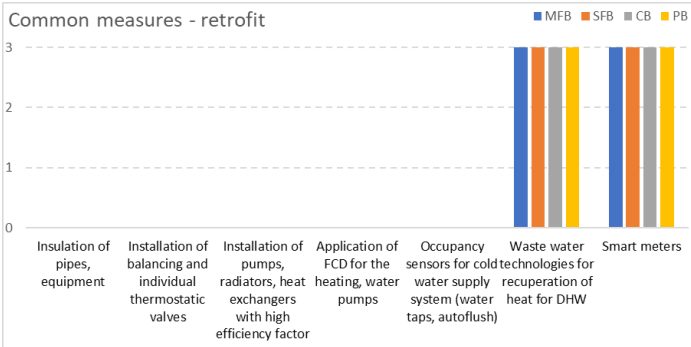 Common measures - retrofit
MFB SFB CB PB
3
2
1
0
Insulation of
pipes,
equipment
Installation of
balancing and
individual
thermostatic
valves
Installation of
pumps,
radiators, heat
exchangers
with high
efficiency factor
Application of
FCD for the
heating, water
pumps
Occupancy
sensors for cold
water supply
system (water
taps, autoflush)
Waste water
technologies for
recuperation of
heat for DHW
Smart meters